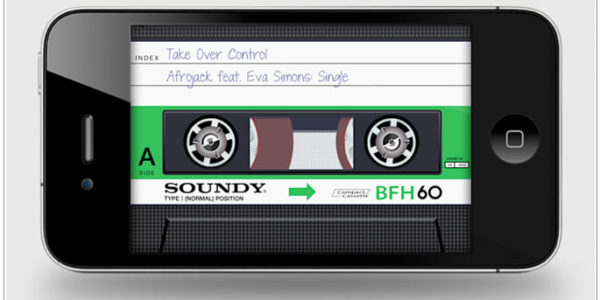 INDEX Take Over Control
Afrojack feat. Eva Simons: Single
A
SIDE
SOUNDY
TYPE I (NORMAL) POSITION
Compact
Cassette
BFH60